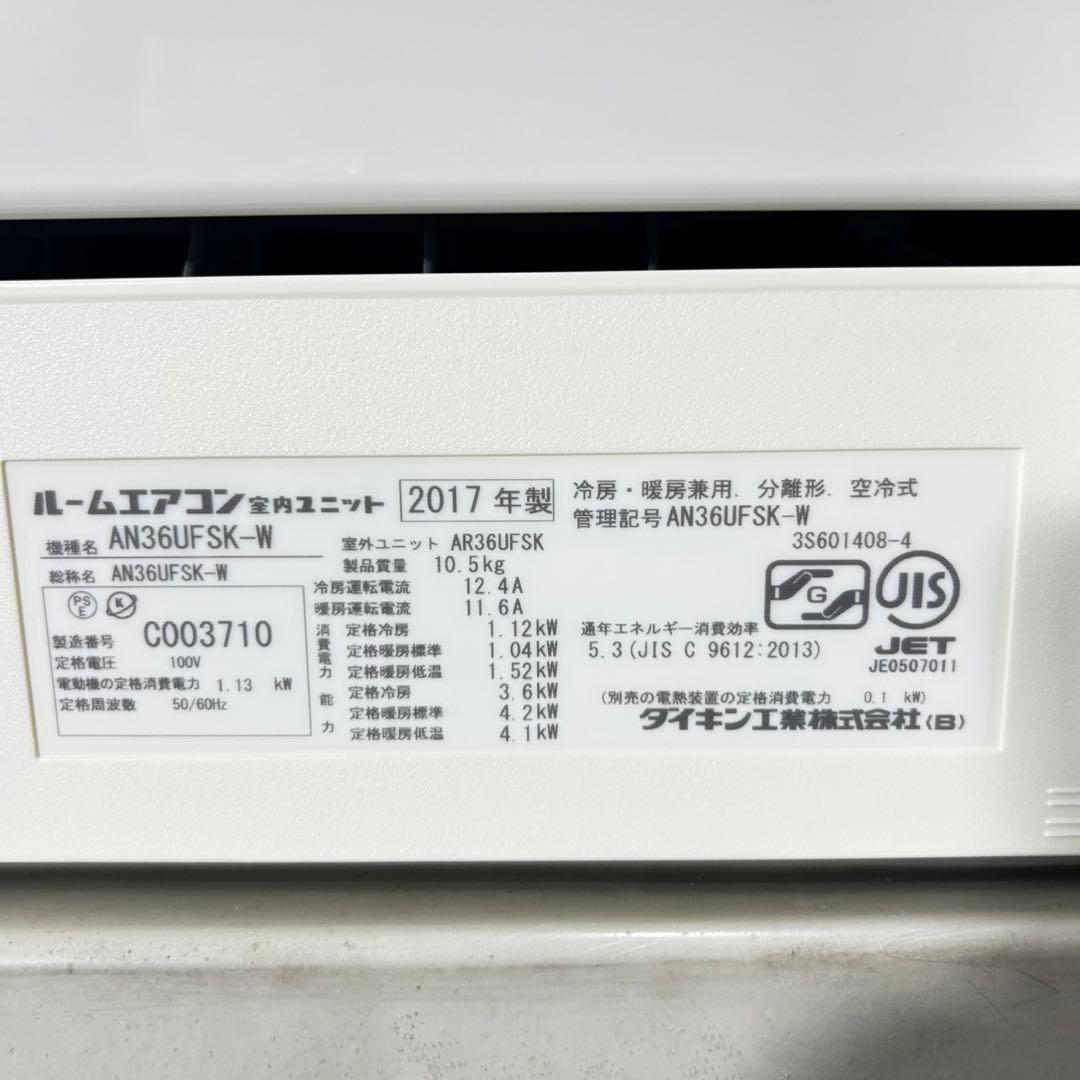 ルームエアコン 室内ユニット 2017 年製
冷房・暖房兼用. 分離形. 空冷式
管理記号AN36UFSK-W
3S601408-4
機種名 AN36UFSK-W
総称名 AN36UFSK-W
PS
E
K
製造番号 C003710
定格電圧 100V
電動機の定格消費電力 1.13 kW
定格周波数 50/60Hz
室外ユニット AR36UFSK
製品質量 10.5kg
冷房運転電流 12.4A
暖房運転電流 11.6A
消費電力 定格冷房 1.12kW
定格暖房標準 1.04kW
定格暖房低温 1.52kW
能力 定格冷房 3.6kW
定格暖房標準 4.2kW
定格暖房低温 4.1kW
G
JIS
JET
JE0507011
通年エネルギー消費効率
5.3(JIS C 9612:2013)
(別売の電熱装置の定格消費電力 0.1 kW)
ダイキン工業株式会社(B)